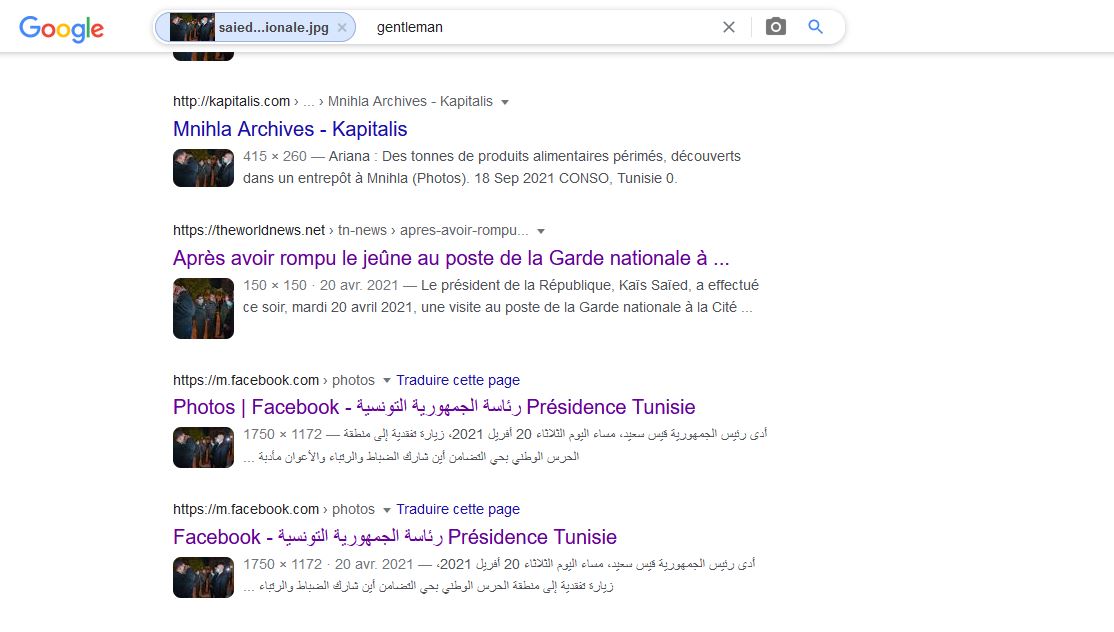 Google
saied...ionale.jpg × gentleman
http://kapitalis.com › ... › Mnihla Archives - Kapitalis
Mnihla Archives - Kapitalis
415 × 260 — Ariana : Des tonnes de produits alimentaires périmés, découverts
dans un entrepôt à Mnihla (Photos). 18 Sep 2021 CONSO, Tunisie 0.
https://theworldnews.net › tn-news › apres-avoir-rompu...
Après avoir rompu le jeûne au poste de la Garde nationale à ...
150 × 150 · 20 avr. 2021 — Le président de la République, Kaïs Saïed, a effectué
ce soir, mardi 20 avril 2021, une visite au poste de la Garde nationale à la Cité ...
https://m.facebook.com › photos Traduire cette page
Photos | Facebook - رئاسة الجمهورية التونسية Présidence Tunisie
1750 × 1172 — أدى رئيس الجمهورية قيس سعيد، مساء اليوم الثلاثاء 20 أفريل 2021، زيارة تفقدية إلى منطقة
الحرس الوطني بحي التضامن أين شارك الضباط والرتباء والأعوان مأدبة ...
https://m.facebook.com › photos Traduire cette page
Facebook - رئاسة الجمهورية التونسية Présidence Tunisie
1750 × 1172 · 20 avr. 2021 — أدى رئيس الجمهورية قيس سعيد، مساء اليوم الثلاثاء 20 أفريل 2021،
زيارة تفقدية إلى منطقة الحرس الوطني بحي التضامن أين شارك الضباط والرتباء ...